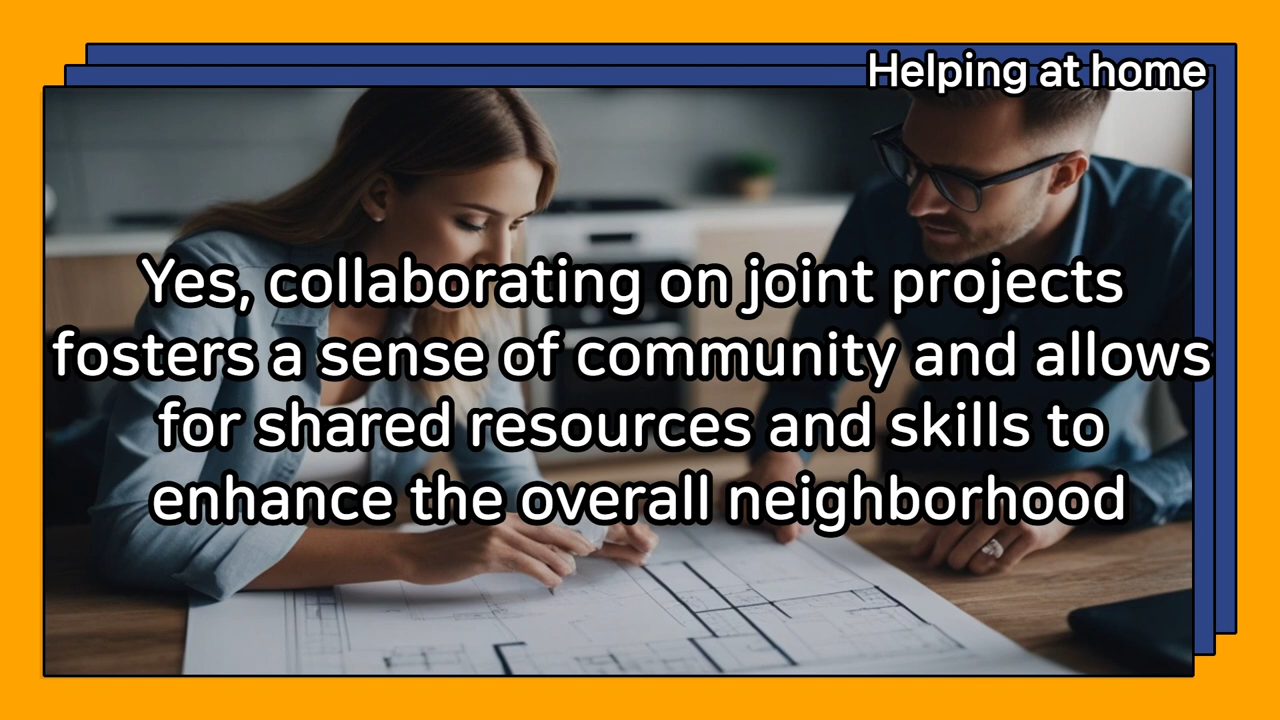 Helping at home
Yes, collaborating on joint projects
fosters a sense of community and allows
for shared resources and skills to
enhance the overall neighborhood